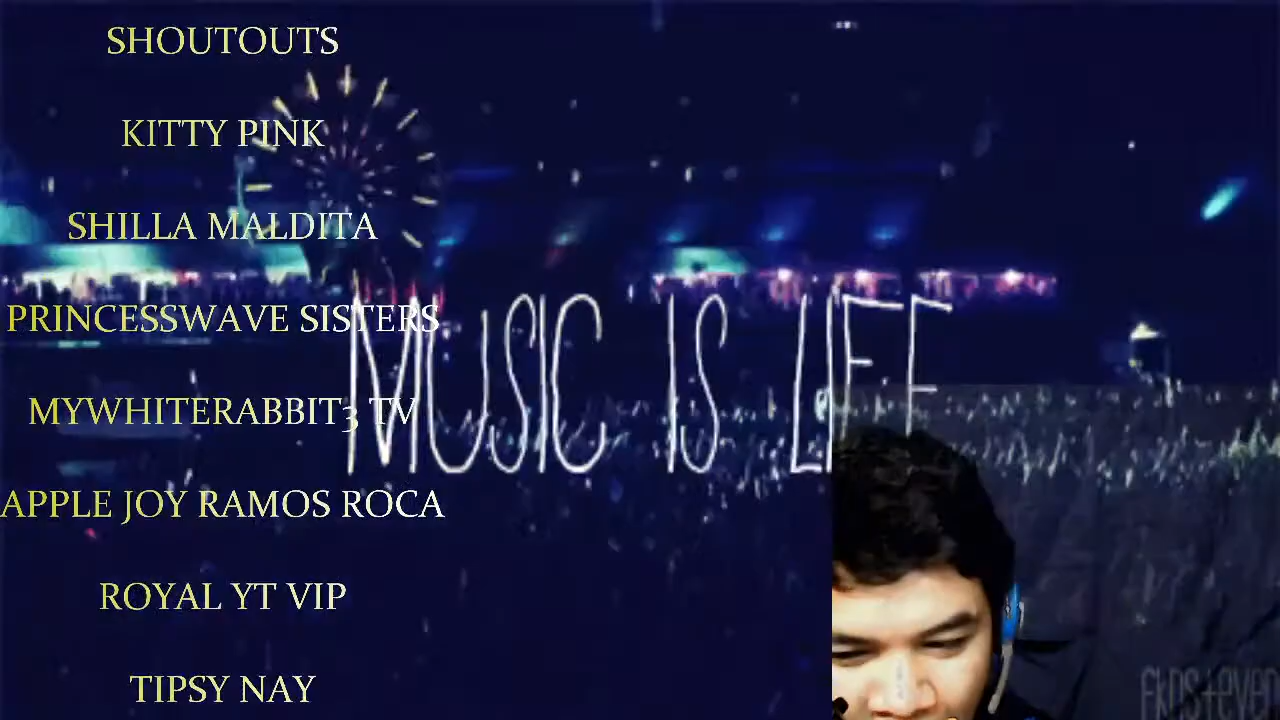 SHOUTOUTS
KITTY PINK
SHILLA MALDITA
PRINCESSWAVE SISTERS
MYWHITERABBIT3 TV
APPLE JOY RAMOS ROCA
ROYAL YT VIP
TIPSY NAY
MUSIC IS LIFE